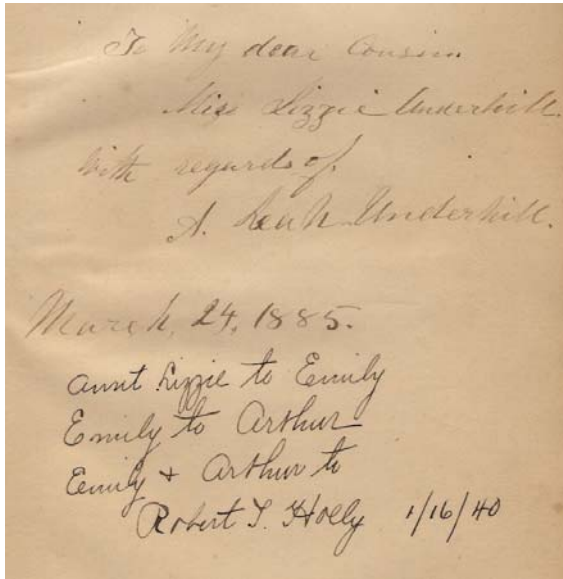 To My dear Cousin
Miss Lizzie Underhill.
With regards of
A. Leah Underhill.
March, 24, 1885.
Aunt Lizzie to Emily
Emily to Arthur
Emily + Arthur to
Robert T. Holly 1/16/40